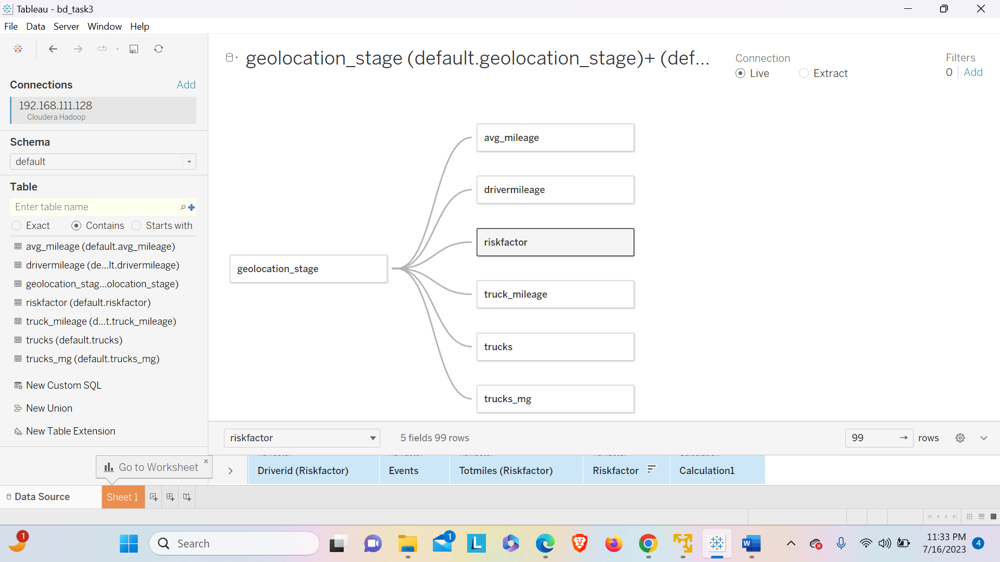 Tableau - bd_task3
File Data Server Window Help
geolocation_stage (default.geolocation_stage)+ (def...
Connection
Live Extract
Filters
0 Add
Connections Add
192.168.111.128
Cloudera Hadoop
Schema
default
Table
Enter table name
Exact Contains Starts with
avg_mileage (default.avg_mileage)
drivermileage (de...lt.drivermileage)
geolocation_stag...olocation_stage)
riskfactor (default.riskfactor)
truck_mileage (d...t.truck_mileage)
trucks (default.trucks)
trucks_mg (default.trucks_mg)
New Custom SQL
New Union
New Table Extension
geolocation_stage
avg_mileage
drivermileage
riskfactor
truck_mileage
trucks
trucks_mg
riskfactor 5 fields 99 rows 99 rows
Go to Worksheet
Driverid (Riskfactor) Events Totmiles (Riskfactor) Riskfactor Calculation1
Data Source Sheet 1
1
Search
1
L
W
11:33 PM
7/16/2023
4